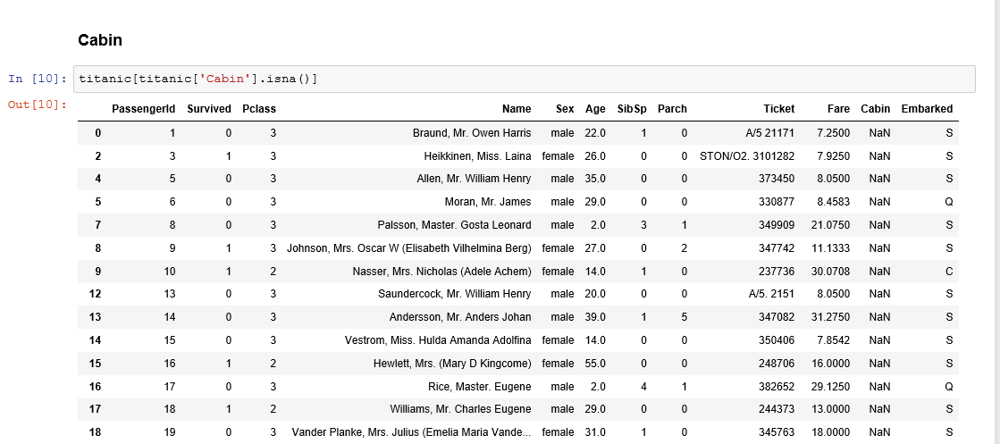 Cabin
In [10]: titanic[titanic['Cabin'].isna()]
Out[10]:
PassengerId Survived Pclass Name Sex Age SibSp Parch Ticket Fare Cabin Embarked
0 1 0 3 Braund, Mr. Owen Harris male 22.0 1 0 A/5 21171 7.2500 NaN S
2 3 1 3 Heikkinen, Miss. Laina female 26.0 0 0 STON/O2. 3101282 7.9250 NaN S
4 5 0 3 Allen, Mr. William Henry male 35.0 0 0 373450 8.0500 NaN S
5 6 0 3 Moran, Mr. James male 29.0 0 0 330877 8.4583 NaN Q
7 8 0 3 Palsson, Master. Gosta Leonard male 2.0 3 1 349909 21.0750 NaN S
8 9 1 3 Johnson, Mrs. Oscar W (Elisabeth Vilhelmina Berg) female 27.0 0 2 347742 11.1333 NaN S
9 10 1 2 Nasser, Mrs. Nicholas (Adele Achem) female 14.0 1 0 237736 30.0708 NaN C
12 13 0 3 Saundercock, Mr. William Henry male 20.0 0 0 A/5. 2151 8.0500 NaN S
13 14 0 3 Andersson, Mr. Anders Johan male 39.0 1 5 347082 31.2750 NaN S
14 15 0 3 Vestrom, Miss. Hulda Amanda Adolfina female 14.0 0 0 350406 7.8542 NaN S
15 16 1 2 Hewlett, Mrs. (Mary D Kingcome) female 55.0 0 0 248706 16.0000 NaN S
16 17 0 3 Rice, Master. Eugene male 2.0 4 1 382652 29.1250 NaN Q
17 18 1 2 Williams, Mr. Charles Eugene male 29.0 0 0 244373 13.0000 NaN S
18 19 0 3 Vander Planke, Mrs. Julius (Emelia Maria Vande... female 31.0 1 0 345763 18.0000 NaN S